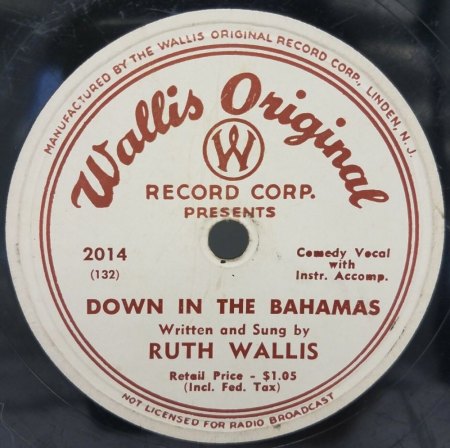 MANUFACTURED BY THE WALLIS ORIGINAL RECORD CORP., LINDEN, N.J.
Wallis Original
W
RECORD CORP.
PRESENTS
2014
(132)
Comedy Vocal
with
Instr. Accomp.
DOWN IN THE BAHAMAS
Written and Sung by
RUTH WALLIS
Retail Price - $1.05
(Incl. Fed. Tax)
NOT LICENSED FOR RADIO BROADCAST